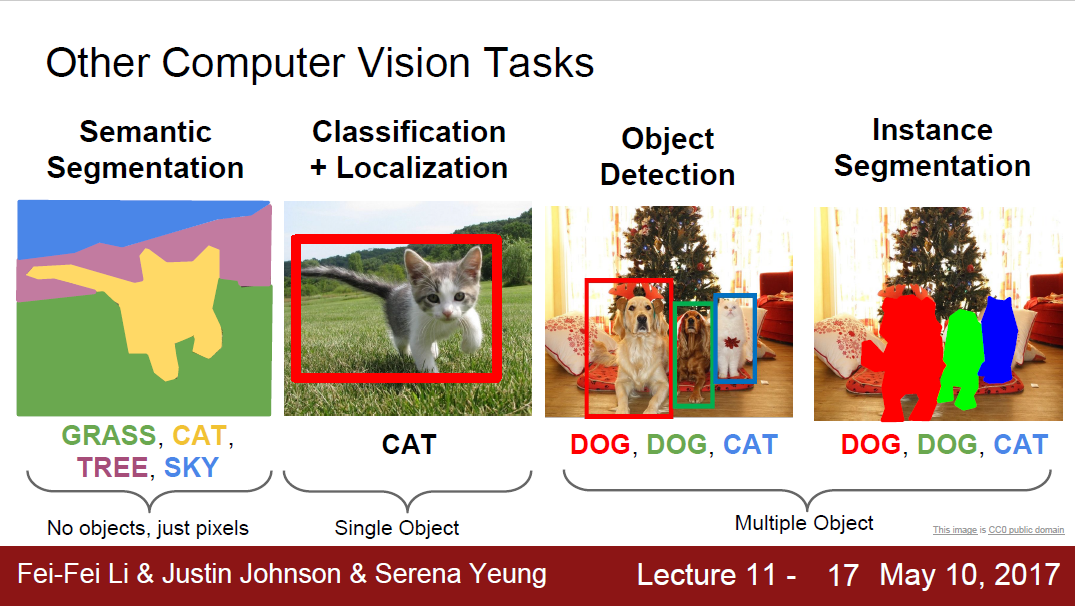 Other Computer Vision Tasks
Semantic
Segmentation
Classification
+ Localization
Object
Detection
Instance
Segmentation
GRASS, CAT,
TREE, SKY
CAT
DOG, DOG, CAT
DOG, DOG, CAT
No objects, just pixels
Single Object
Multiple Object
This image is CC0 public domain
Fei-Fei Li & Justin Johnson & Serena Yeung
Lecture 11 - 17 May 10, 2017